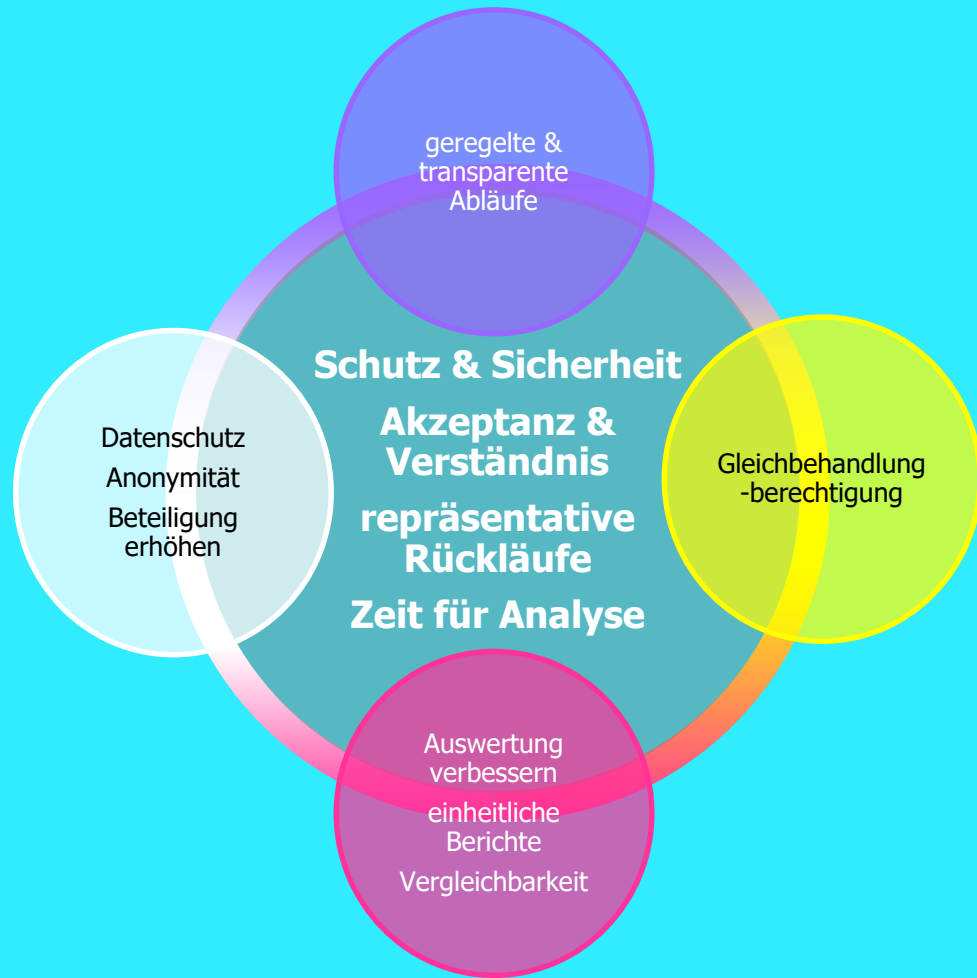 geregelte &
transparente
Abläufe
Schutz & Sicherheit
Akzeptanz &
Verständnis
repräsentative
Rückläufe
Zeit für Analyse
Datenschutz
Anonymität
Beteiligung
erhöhen
Gleichbehandlung
-berechtigung
Auswertung
verbessern
einheitliche
Berichte
Vergleichbarkeit